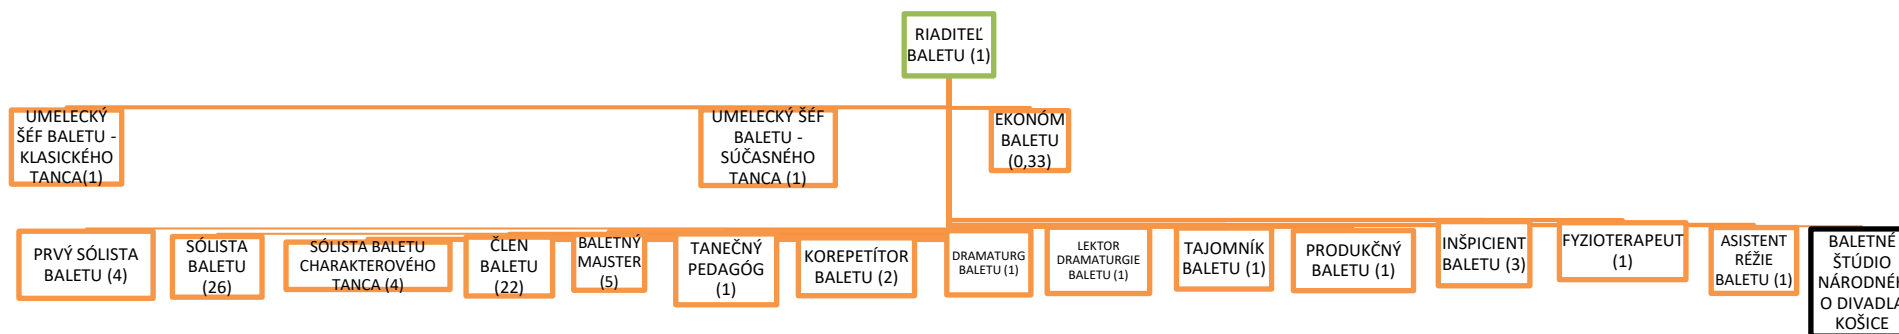 RIADITEĽ
BALETU (1)
UMELECKÝ
ŠÉF BALETU -
KLASICKÉHO
TANCA(1)
UMELECKÝ ŠÉF
BALETU -
SÚČASNÉHO
TANCA (1)
EKONÓM
BALETU
(0,33)
PRVÝ SÓLISTA
BALETU (4)
SÓLISTA
BALETU
(26)
SÓLISTA BALETU
CHARAKTEROVÉHO
TANCA (4)
ČLEN
BALETU
(22)
BALETNÝ
MAJSTER
(5)
TANEČNÝ
PEDAGÓG
(1)
KOREPETÍTOR
BALETU (2)
DRAMATURG
BALETU (1)
LEKTOR
DRAMATURGIE
BALETU (1)
TAJOMNÍK
BALETU (1)
PRODUKČNÝ
BALETU (1)
INŠPICIENT
BALETU (3)
FYZIOTERAPEUT
(1)
ASISTENT
RÉŽIE
BALETU (1)
BALETNÉ
ŠTÚDIO
NÁRODNÉH
O DIVADLA
KOŠICE